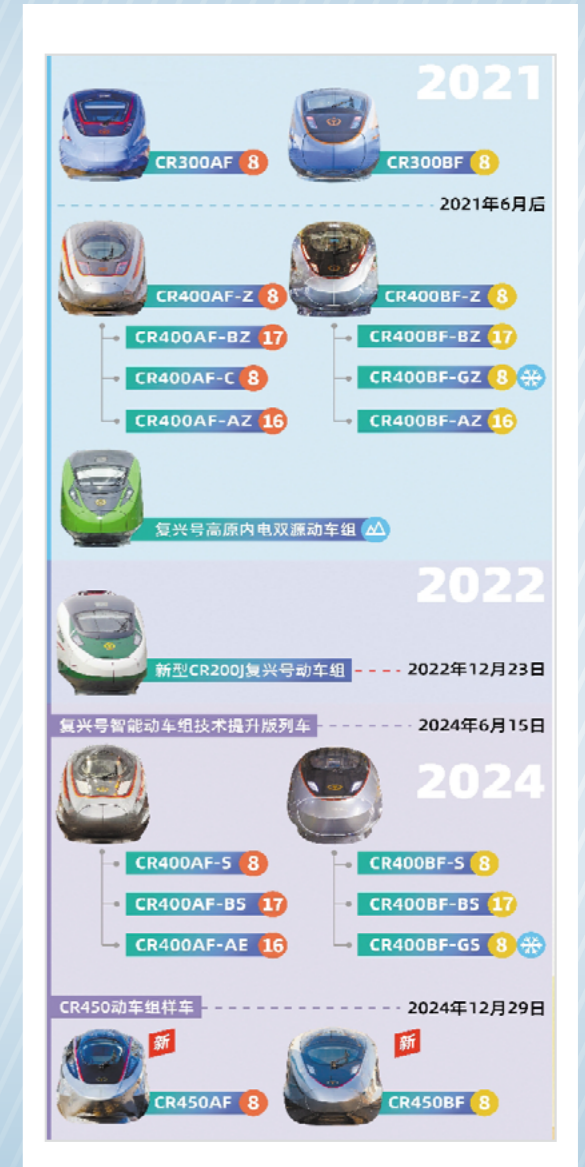 2021
CR300AF 8
CR300BF 8
2021年6月后
CR400AF-Z 8
CR400BF-Z 8
CR400AF-BZ 17
CR400BF-BZ 17
CR400AF-C 8
CR400BF-GZ 8
CR400AF-AZ 16
CR400BF-AZ 16
复兴号高原内电双源动车组
2022
新型CR200J复兴号动车组
2022年12月23日
复兴号智能动车组技术提升版列车
2024年6月15日
2024
CR400AF-S 8
CR400BF-S 8
CR400AF-BS 17
CR400BF-BS 17
CR400AF-AE 16
CR400BF-GS 8
CR450动车组样车
2024年12月29日
新
新
CR450AF 8
CR450BF 8